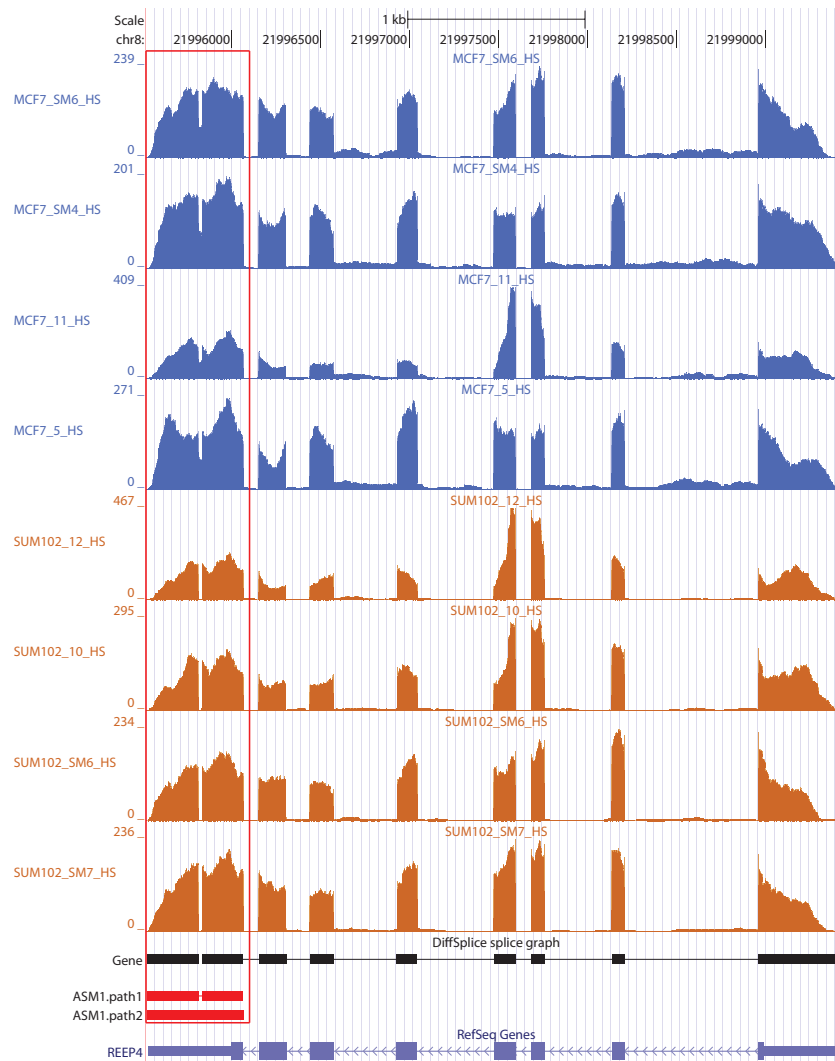 Scale 1 kb
chr8: 21996000 21996500 21997000 21997500 21998000 21998500 21999000
239 _ MCF7_SM6_HS
MCF7_SM6_HS
0 _
201 _ MCF7_SM4_HS
MCF7_SM4_HS
0 _
409 _ MCF7_11_HS
MCF7_11_HS
0 _
271 _ MCF7_5_HS
MCF7_5_HS
0 _
467 _ SUM102_12_HS
SUM102_12_HS
0 _
295 _ SUM102_10_HS
SUM102_10_HS
0 _
234 _ SUM102_SM6_HS
SUM102_SM6_HS
0 _
236 _ SUM102_SM7_HS
SUM102_SM7_HS
0 _
DiffSplice splice graph
Gene
ASM1.path1
ASM1.path2
RefSeq Genes
REEP4